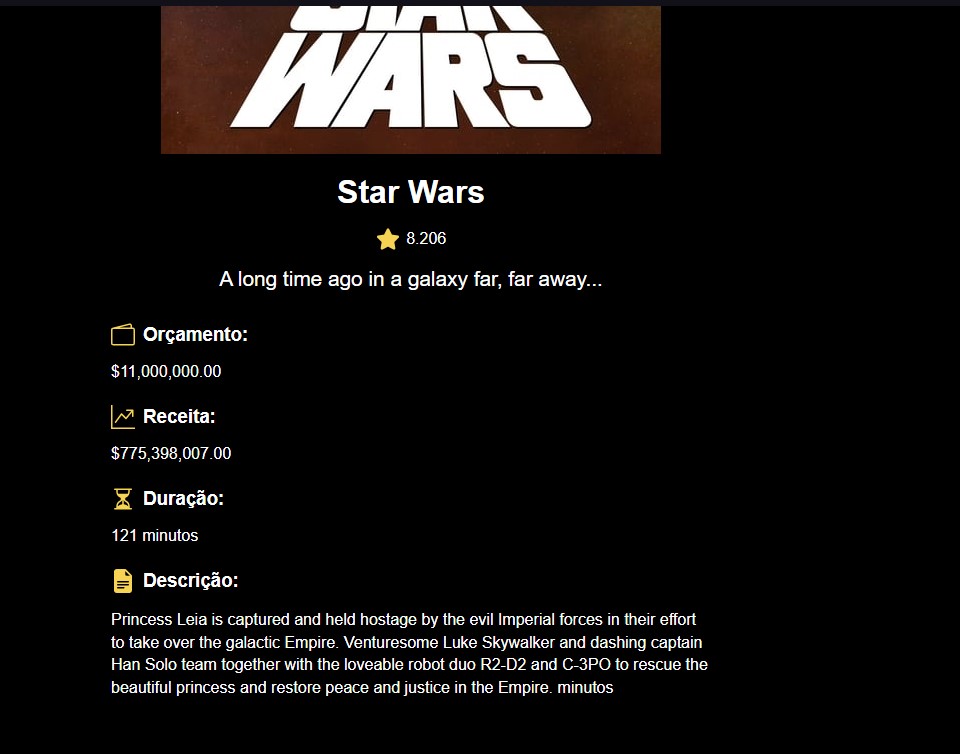 STAR
WARS
Star Wars
8.206
A long time ago in a galaxy far, far away...
Orçamento:
$11,000,000.00
Receita:
$775,398,007.00
Duração:
121 minutos
Descrição:
Princess Leia is captured and held hostage by the evil Imperial forces in their effort
to take over the galactic Empire. Venturesome Luke Skywalker and dashing captain
Han Solo team together with the loveable robot duo R2-D2 and C-3PO to rescue the
beautiful princess and restore peace and justice in the Empire. minutos